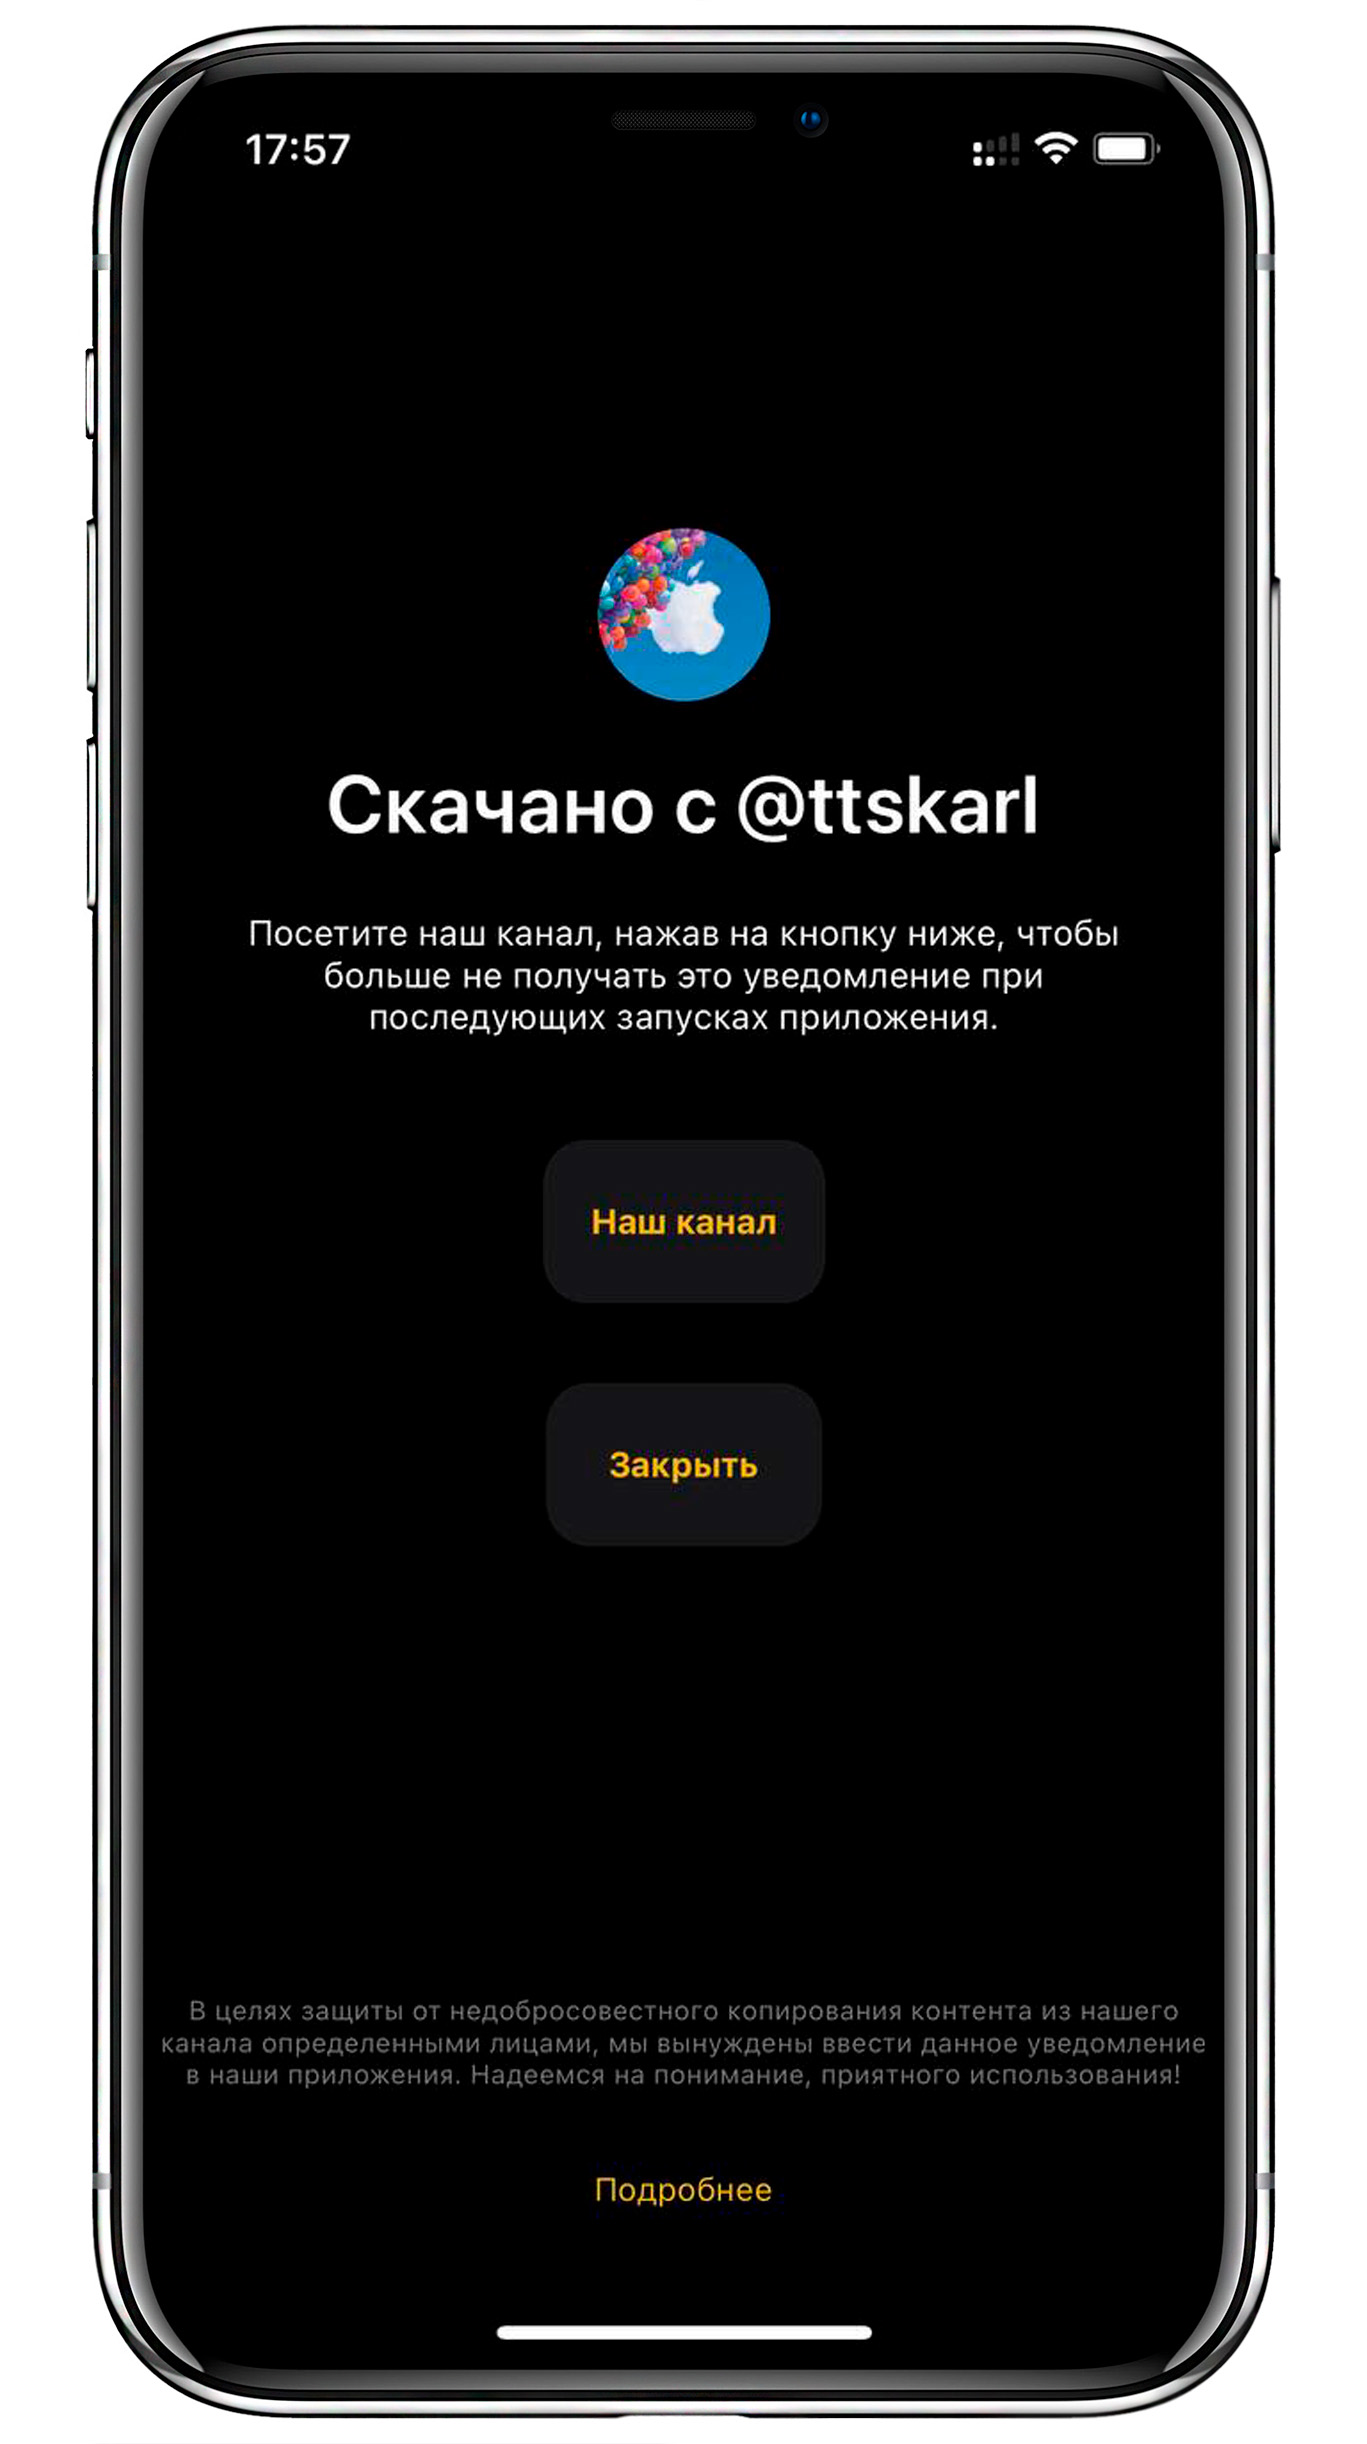 17:57
Скачано с @ttskarl
Посетите наш канал, нажав на кнопку ниже, чтобы
больше не получать это уведомление при
последующих запусках приложения.
Наш канал
Закрыть
В целях защиты от недобросовестного копирования контента из нашего
канала определенными лицами, мы вынуждены ввести данное уведомление
в наши приложения. Надеемся на понимание, приятного использования!
Подробнее